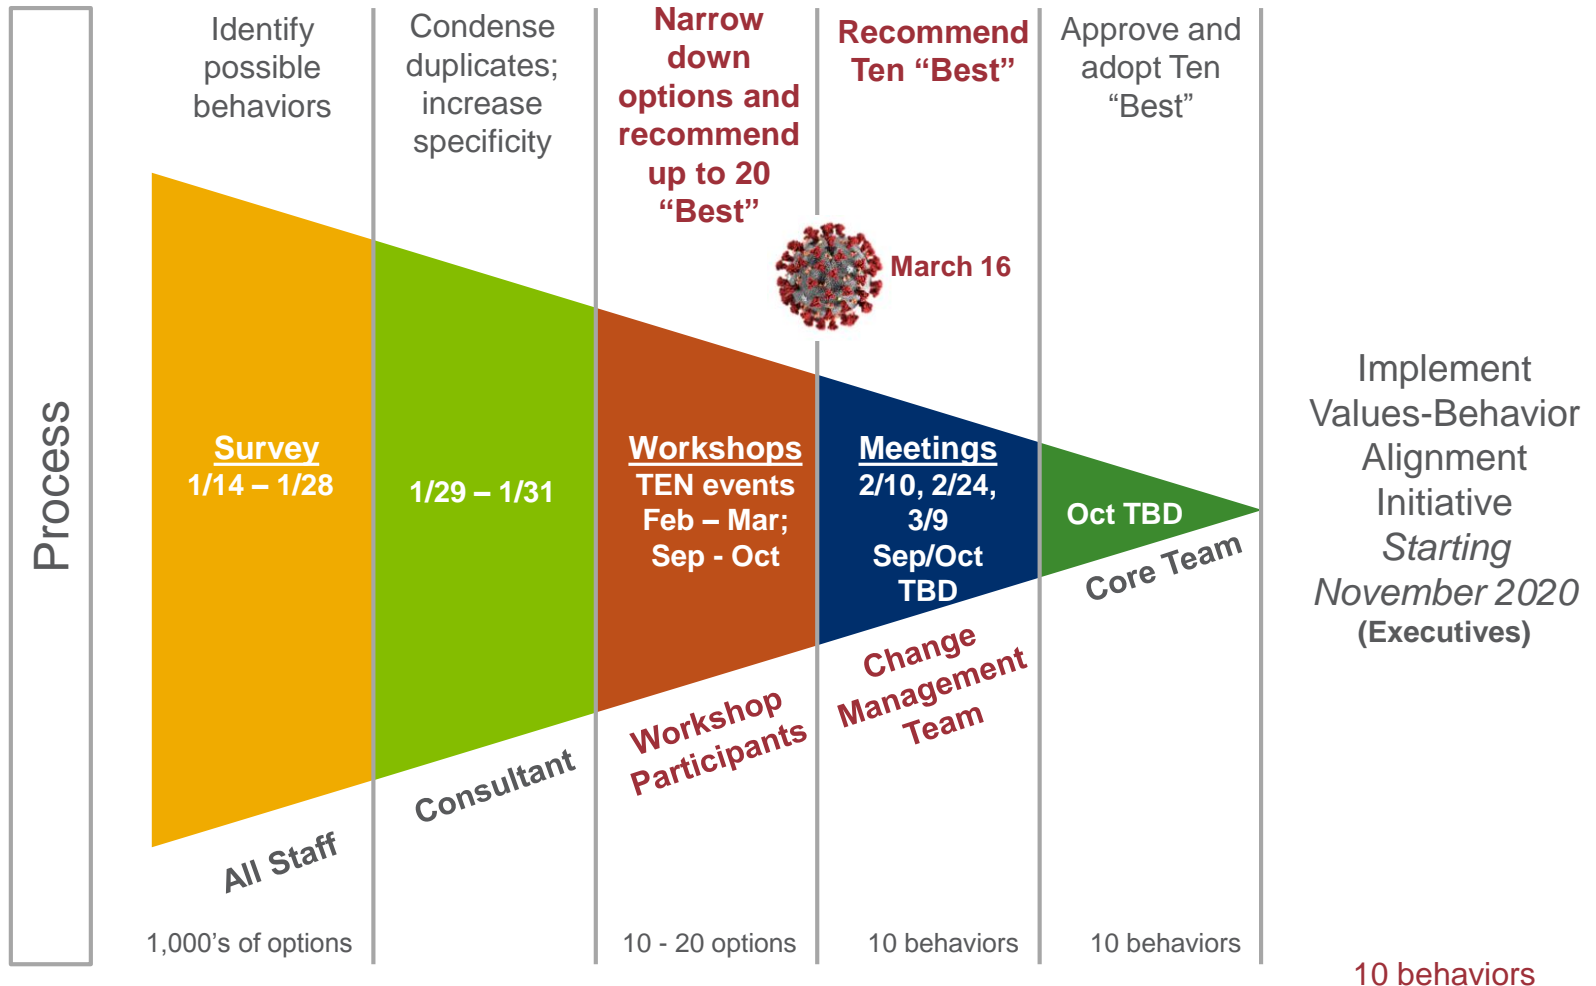 Process
Identify
possible
behaviors
Condense
duplicates;
increase
specificity
Narrow
down
options and
recommend
up to 20
“Best”
Recommend
Ten “Best”
Approve and
adopt Ten
“Best”
March 16
Survey
1/14 – 1/28
1/29 – 1/31
Workshops
TEN events
Feb – Mar;
Sep - Oct
Meetings
2/10, 2/24,
3/9
Sep/Oct
TBD
Oct TBD
All Staff
Consultant
Workshop
Participants
Change
Management
Team
Core Team
Implement
Values-Behavior
Alignment
Initiative
Starting
November 2020
(Executives)
1,000’s of options
10 - 20 options
10 behaviors
10 behaviors
10 behaviors